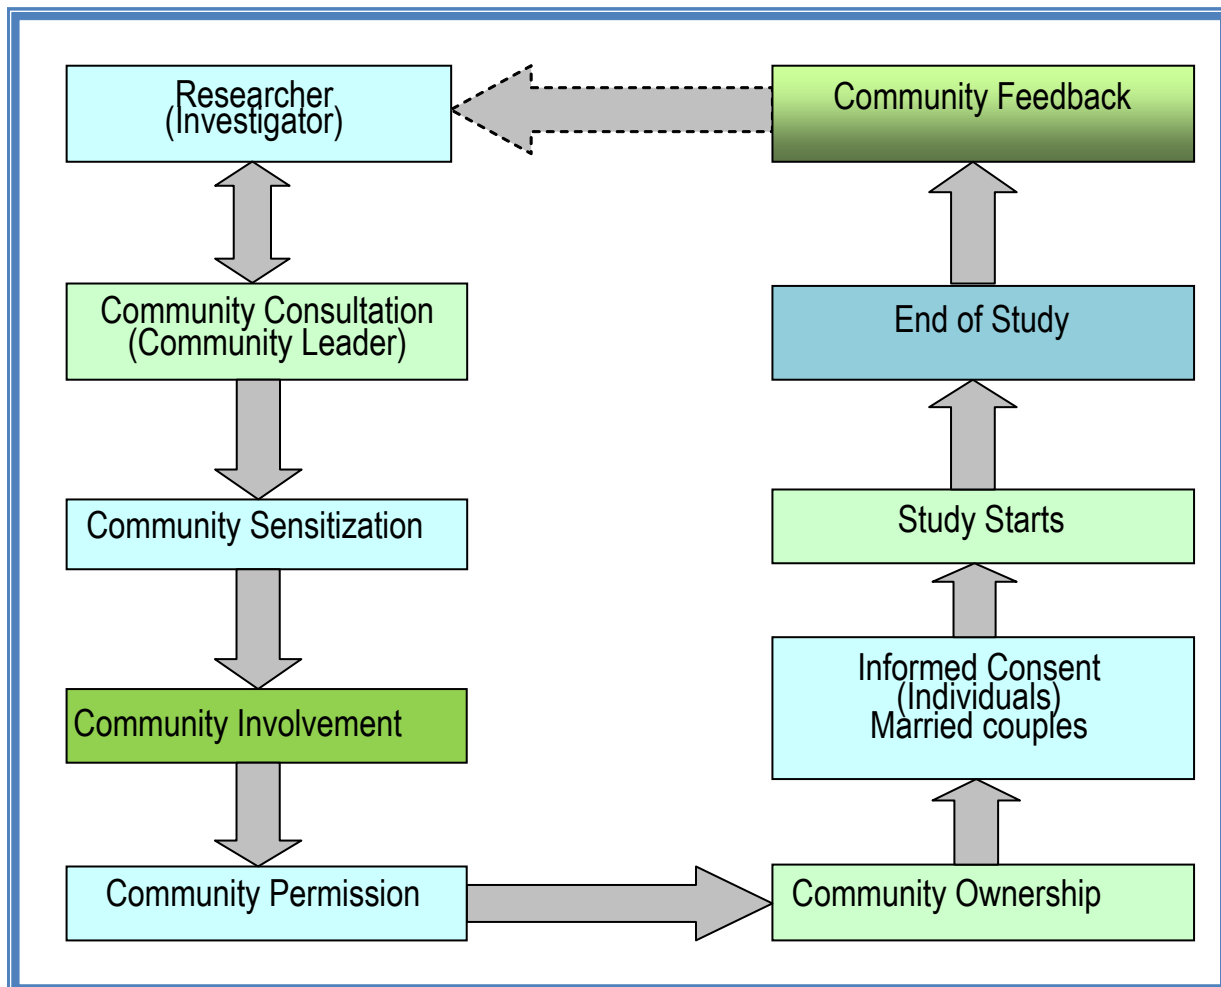 Researcher
(Investigator)
Community Feedback
Community Consultation
(Community Leader)
End of Study
Community Sensitization
Study Starts
Informed Consent
(Individuals)
Married couples
Community Involvement
Community Permission
Community Ownership